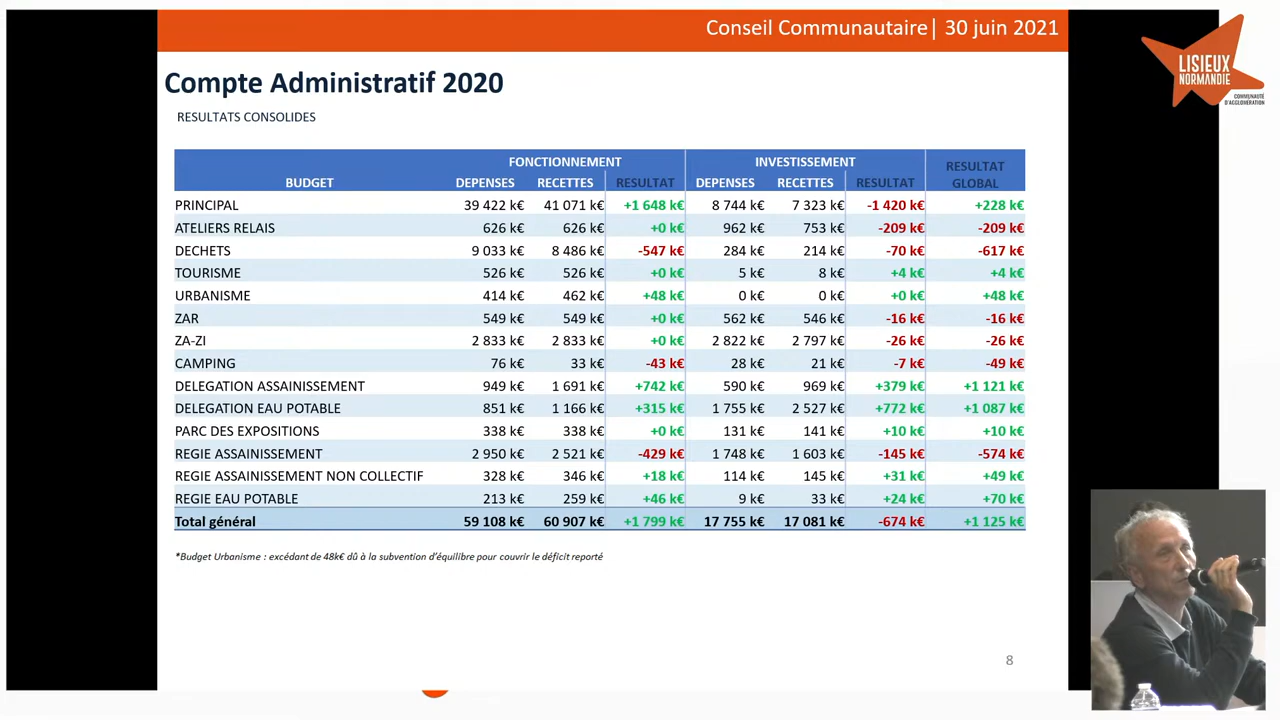 Conseil Communautaire| 30 juin 2021
LISIEUX
NORMANDIE
COMMUNAUTÉ
D'AGGLOMÉRATION
Compte Administratif 2020
RESULTATS CONSOLIDES
FONCTIONNEMENT INVESTISSEMENT RESULTAT GLOBAL
BUDGET DEPENSES RECETTES RESULTAT DEPENSES RECETTES RESULTAT
PRINCIPAL 39 422 k€ 41 071 k€ +1 648 k€ 8 744 k€ 7 323 k€ -1 420 k€ +228 k€
ATELIERS RELAIS 626 k€ 626 k€ +0 k€ 962 k€ 753 k€ -209 k€ -209 k€
DECHETS 9 033 k€ 8 486 k€ -547 k€ 284 k€ 214 k€ -70 k€ -617 k€
TOURISME 526 k€ 526 k€ +0 k€ 5 k€ 8 k€ +4 k€ +4 k€
URBANISME 414 k€ 462 k€ +48 k€ 0 k€ 0 k€ +0 k€ +48 k€
ZAR 549 k€ 549 k€ +0 k€ 562 k€ 546 k€ -16 k€ -16 k€
ZA-ZI 2 833 k€ 2 833 k€ +0 k€ 2 822 k€ 2 797 k€ -26 k€ -26 k€
CAMPING 76 k€ 33 k€ -43 k€ 28 k€ 21 k€ -7 k€ -49 k€
DELEGATION ASSAINISSEMENT 949 k€ 1 691 k€ +742 k€ 590 k€ 969 k€ +379 k€ +1 121 k€
DELEGATION EAU POTABLE 851 k€ 1 166 k€ +315 k€ 1 755 k€ 2 527 k€ +772 k€ +1 087 k€
PARC DES EXPOSITIONS 338 k€ 338 k€ +0 k€ 131 k€ 141 k€ +10 k€ +10 k€
REGIE ASSAINISSEMENT 2 950 k€ 2 521 k€ -429 k€ 1 748 k€ 1 603 k€ -145 k€ -574 k€
REGIE ASSAINISSEMENT NON COLLECTIF 328 k€ 346 k€ +18 k€ 114 k€ 145 k€ +31 k€ +49 k€
REGIE EAU POTABLE 213 k€ 259 k€ +46 k€ 9 k€ 33 k€ +24 k€ +70 k€
Total général 59 108 k€ 60 907 k€ +1 799 k€ 17 755 k€ 17 081 k€ -674 k€ +1 125 k€
*Budget Urbanisme : excédant de 48k€ dû à la subvention d'équilibre pour couvrir le déficit reporté
8